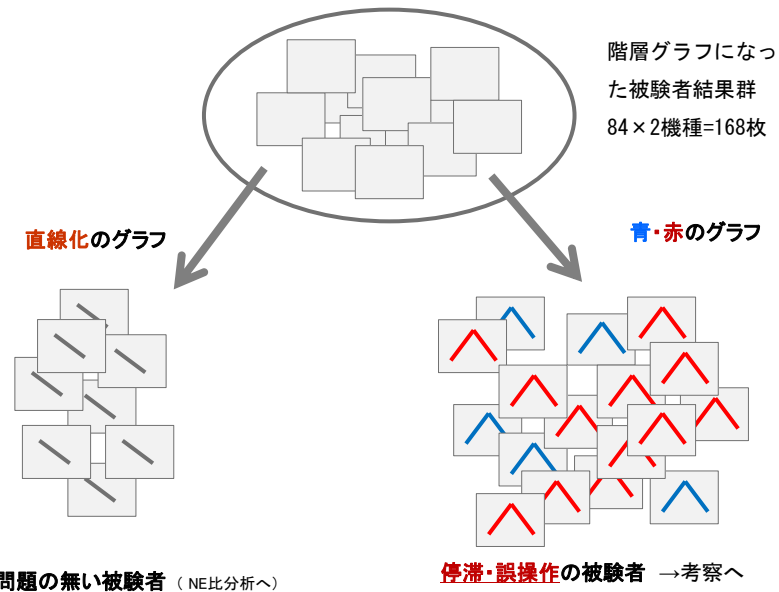 階層グラフになっ
た被験者結果群
84×2機種=168枚
直線化のグラフ
青・赤のグラフ
問題の無い被験者 （ NE比分析へ）
停滞・誤操作の被験者 →考察へ